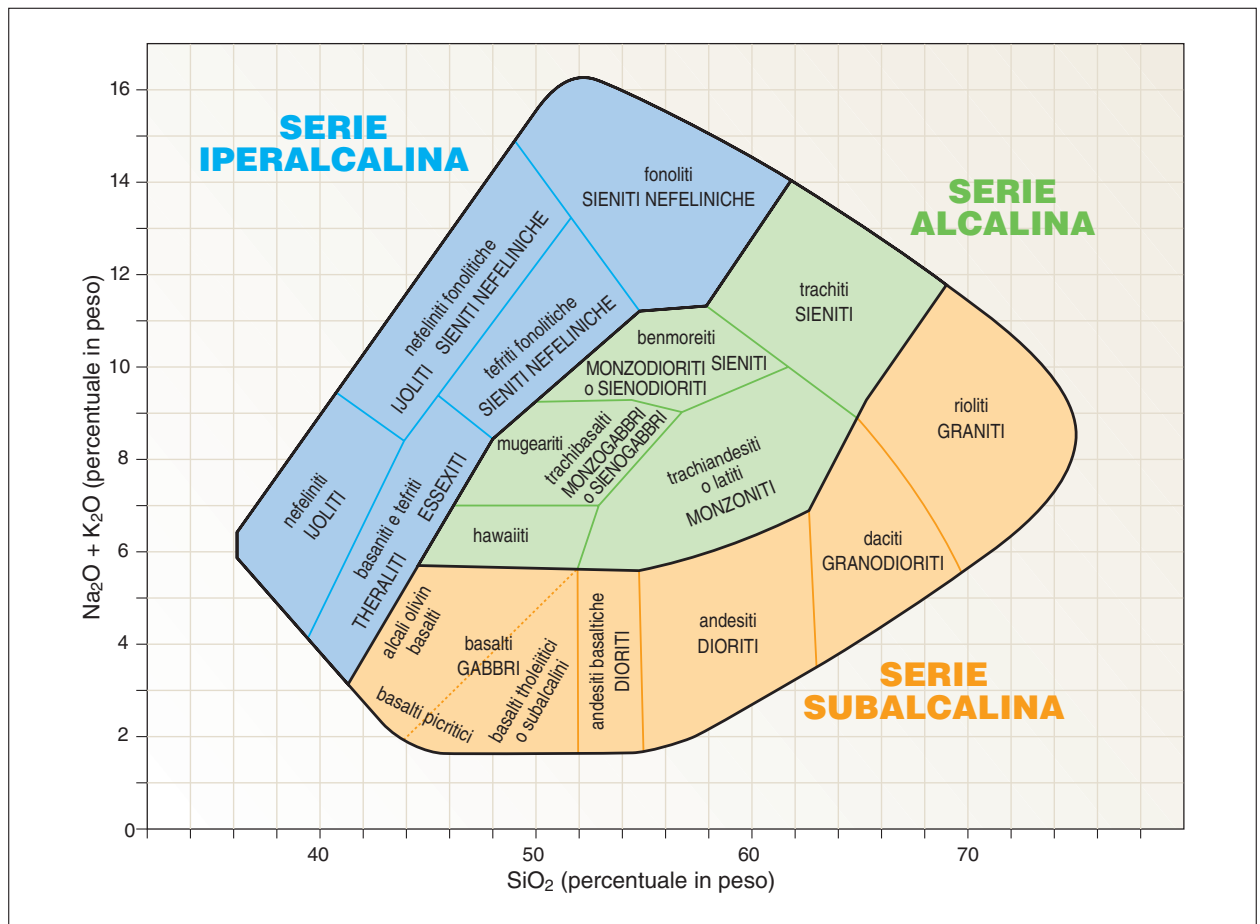 16
14
12
10
8
6
4
2
0
40
50
60
70
Na₂O + K₂O (percentuale in peso)
SiO₂ (percentuale in peso)
SERIE
IPERALCALINA
SERIE
ALCALINA
SERIE
SUBALCALINA
fonoliti
SIENITI NEFELINICHE
nefeliniti fonolitiche
IJOLITI SIENITI NEFELINICHE
tefriti fonolitiche
SIENITI NEFELINICHE
nefeliniti
IJOLITI
basaniti e tefriti
THERALITI ESSEXITI
trachiti
SIENITI
benmoreiti
MONZODIORITI SIENITI
o SIENODIORITI
mugeariti
trachibasalti
MONZOGABBRI
o SIENOGABBRI
hawaiiti
trachiandesiti
o latiti
MONZONITI
rioliti
GRANITI
daciti
GRANODIORITI
andesiti
DIORITI
andesiti basaltiche
DIORITI
alcali olivin
basalti
basalti
GABBRI
basalti picritici
basalti tholeiitici
o subalcalini